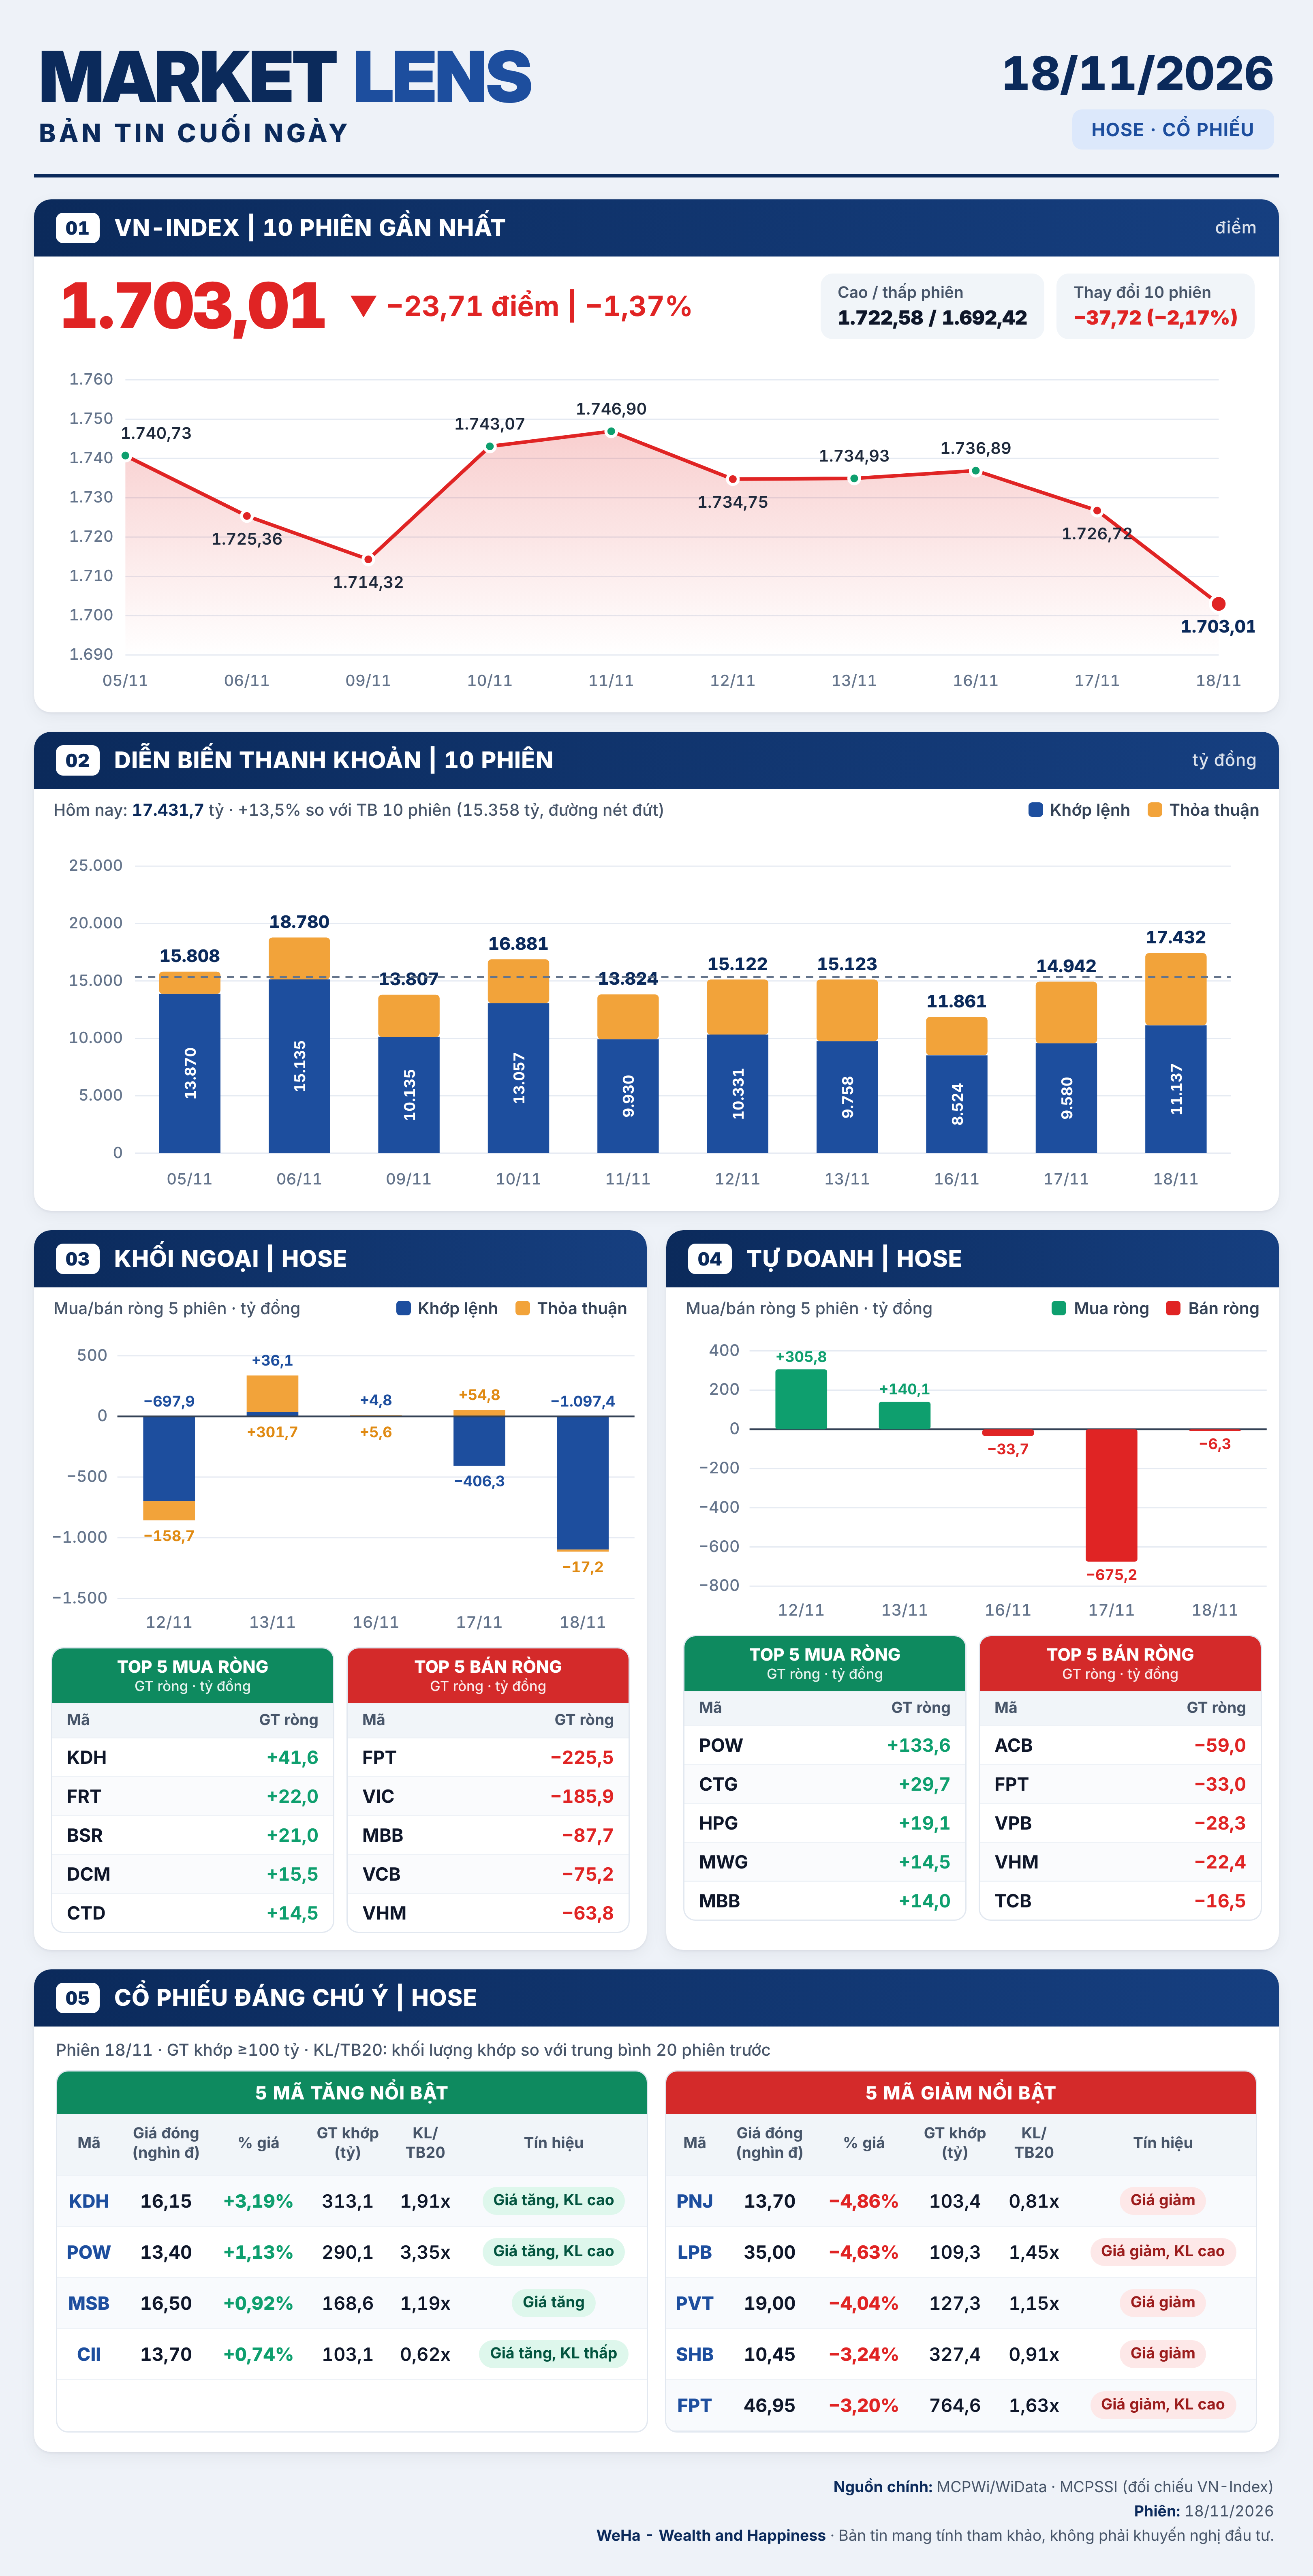 MARKET LENS
BẢN TIN CUỐI NGÀY
18/11/2026
HOSE · CỔ PHIẾU
01 VN-INDEX | 10 PHIÊN GẦN NHẤT
điểm
1.703,01 ▼ −23,71 điểm | −1,37%
Cao / thấp phiên
1.722,58 / 1.692,42
Thay đổi 10 phiên
−37,72 (−2,17%)
1.760
1.750
1.740
1.730
1.720
1.710
1.700
1.690
1.740,73
1.725,36
1.714,32
1.743,07
1.746,90
1.734,75
1.734,93
1.736,89
1.726,72
1.703,01
05/11 06/11 09/11 10/11 11/11 12/11 13/11 16/11 17/11 18/11
02 DIỄN BIẾN THANH KHOẢN | 10 PHIÊN
tỷ đồng
Hôm nay: 17.431,7 tỷ · +13,5% so với TB 10 phiên (15.358 tỷ, đường nét đứt)
Khớp lệnh Thỏa thuận
25.000
20.000
15.000
10.000
5.000
0
15.808 18.780 13.807 16.881 13.824 15.122 15.123 11.861 14.942 17.432
13.870 15.135 10.135 13.057 9.930 10.331 9.758 8.524 9.580 11.137
05/11 06/11 09/11 10/11 11/11 12/11 13/11 16/11 17/11 18/11
03 KHỐI NGOẠI | HOSE
Mua/bán ròng 5 phiên · tỷ đồng
Khớp lệnh Thỏa thuận
500
0
−500
−1.000
−1.500
−697,9 +36,1 +4,8 +54,8 −1.097,4
−158,7 +301,7 +5,6 −406,3 −17,2
12/11 13/11 16/11 17/11 18/11
TOP 5 MUA RÒNG
GT ròng · tỷ đồng
Mã GT ròng
KDH +41,6
FRT +22,0
BSR +21,0
DCM +15,5
CTD +14,5
TOP 5 BÁN RÒNG
GT ròng · tỷ đồng
Mã GT ròng
FPT −225,5
VIC −185,9
MBB −87,7
VCB −75,2
VHM −63,8
04 TỰ DOANH | HOSE
Mua/bán ròng 5 phiên · tỷ đồng
Mua ròng Bán ròng
400
200
0
−200
−400
−600
−800
+305,8 +140,1 −33,7 −675,2 −6,3
12/11 13/11 16/11 17/11 18/11
TOP 5 MUA RÒNG
GT ròng · tỷ đồng
Mã GT ròng
POW +133,6
CTG +29,7
HPG +19,1
MWG +14,5
MBB +14,0
TOP 5 BÁN RÒNG
GT ròng · tỷ đồng
Mã GT ròng
ACB −59,0
FPT −33,0
VPB −28,3
VHM −22,4
TCB −16,5
05 CỔ PHIẾU ĐÁNG CHÚ Ý | HOSE
Phiên 18/11 · GT khớp ≥100 tỷ · KL/TB20: khối lượng khớp so với trung bình 20 phiên trước
5 MÃ TĂNG NỔI BẬT
Mã Giá đóng (nghìn đ) % giá GT khớp (tỷ) KL/ TB20 Tín hiệu
KDH 16,15 +3,19% 313,1 1,91x Giá tăng, KL cao
POW 13,40 +1,13% 290,1 3,35x Giá tăng, KL cao
MSB 16,50 +0,92% 168,6 1,19x Giá tăng
CII 13,70 +0,74% 103,1 0,62x Giá tăng, KL thấp
5 MÃ GIẢM NỔI BẬT
Mã Giá đóng (nghìn đ) % giá GT khớp (tỷ) KL/ TB20 Tín hiệu
PNJ 13,70 −4,86% 103,4 0,81x Giá giảm
LPB 35,00 −4,63% 109,3 1,45x Giá giảm, KL cao
PVT 19,00 −4,04% 127,3 1,15x Giá giảm
SHB 10,45 −3,24% 327,4 0,91x Giá giảm
FPT 46,95 −3,20% 764,6 1,63x Giá giảm, KL cao
Nguồn chính: MCPWi/WiData · MCPSSI (đối chiếu VN-Index)
Phiên: 18/11/2026
WeHa - Wealth and Happiness · Bản tin mang tính tham khảo, không phải khuyến nghị đầu tư.